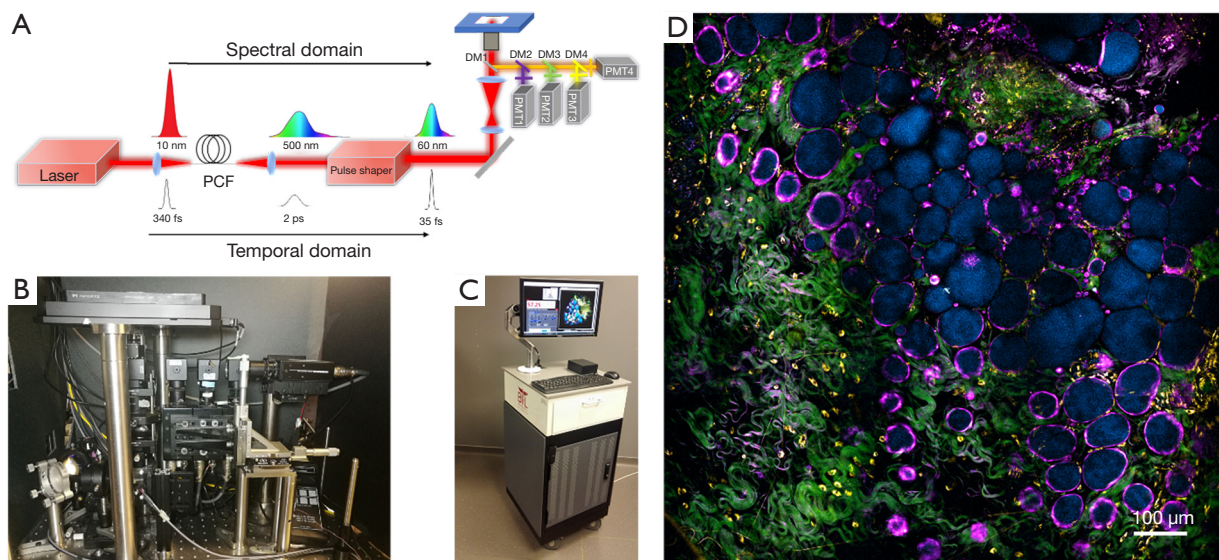 A
Spectral domain
10 nm
500 nm
60 nm
Laser
PCF
Pulse shaper
340 fs
2 ps
35 fs
Temporal domain
DM1
DM2
DM3
DM4
PMT1
PMT2
PMT3
PMT4
B
C
D
100 µm